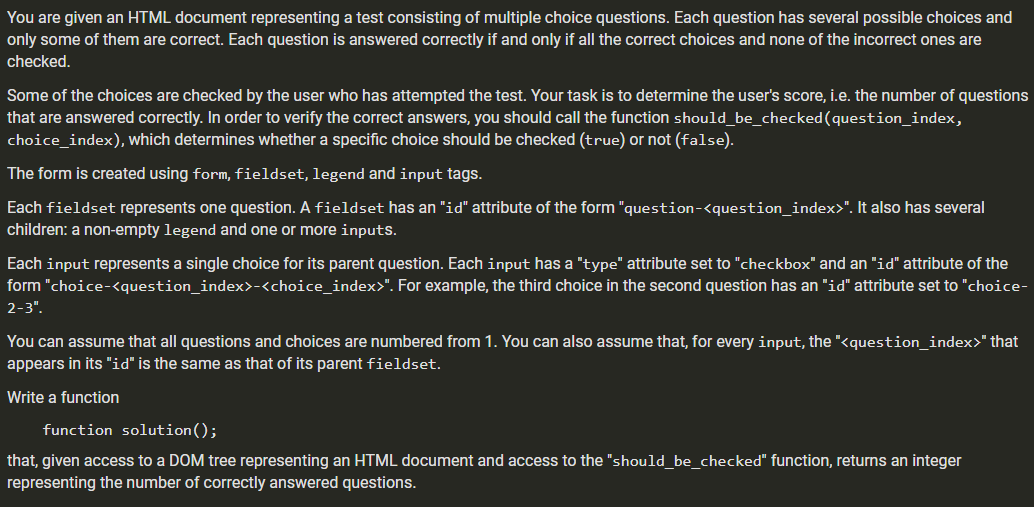 You are given an HTML document representing a test consisting of multiple choice questions. Each question has several possible choices and
only some of them are correct. Each question is answered correctly if and only if all the correct choices and none of the incorrect ones are
checked.
Some of the choices are checked by the user who has attempted the test. Your task is to determine the user's score, i.e. the number of questions
that are answered correctly. In order to verify the correct answers, you should call the function should_be_checked(question_index,
choice_index), which determines whether a specific choice should be checked (true) or not (false).
The form is created using form, fieldset, legend and input tags.
Each fieldset represents one question. A fieldset has an "id" attribute of the form "question-<question_index>". It also has several
children: a non-empty legend and one or more inputs.
Each input represents a single choice for its parent question. Each input has a "type" attribute set to "checkbox" and an "id" attribute of the
form "choice-<question_index>-<choice_index>". For example, the third choice in the second question has an "id" attribute set to "choice-
2-3".
You can assume that all questions and choices are numbered from 1. You can also assume that, for every input, the "<question_index>" that
appears in its "id" is the same as that of its parent fieldset.
Write a function
function solution();
that, given access to a DOM tree representing an HTML document and access to the "should_be_checked" function, returns an integer
representing the number of correctly answered questions.